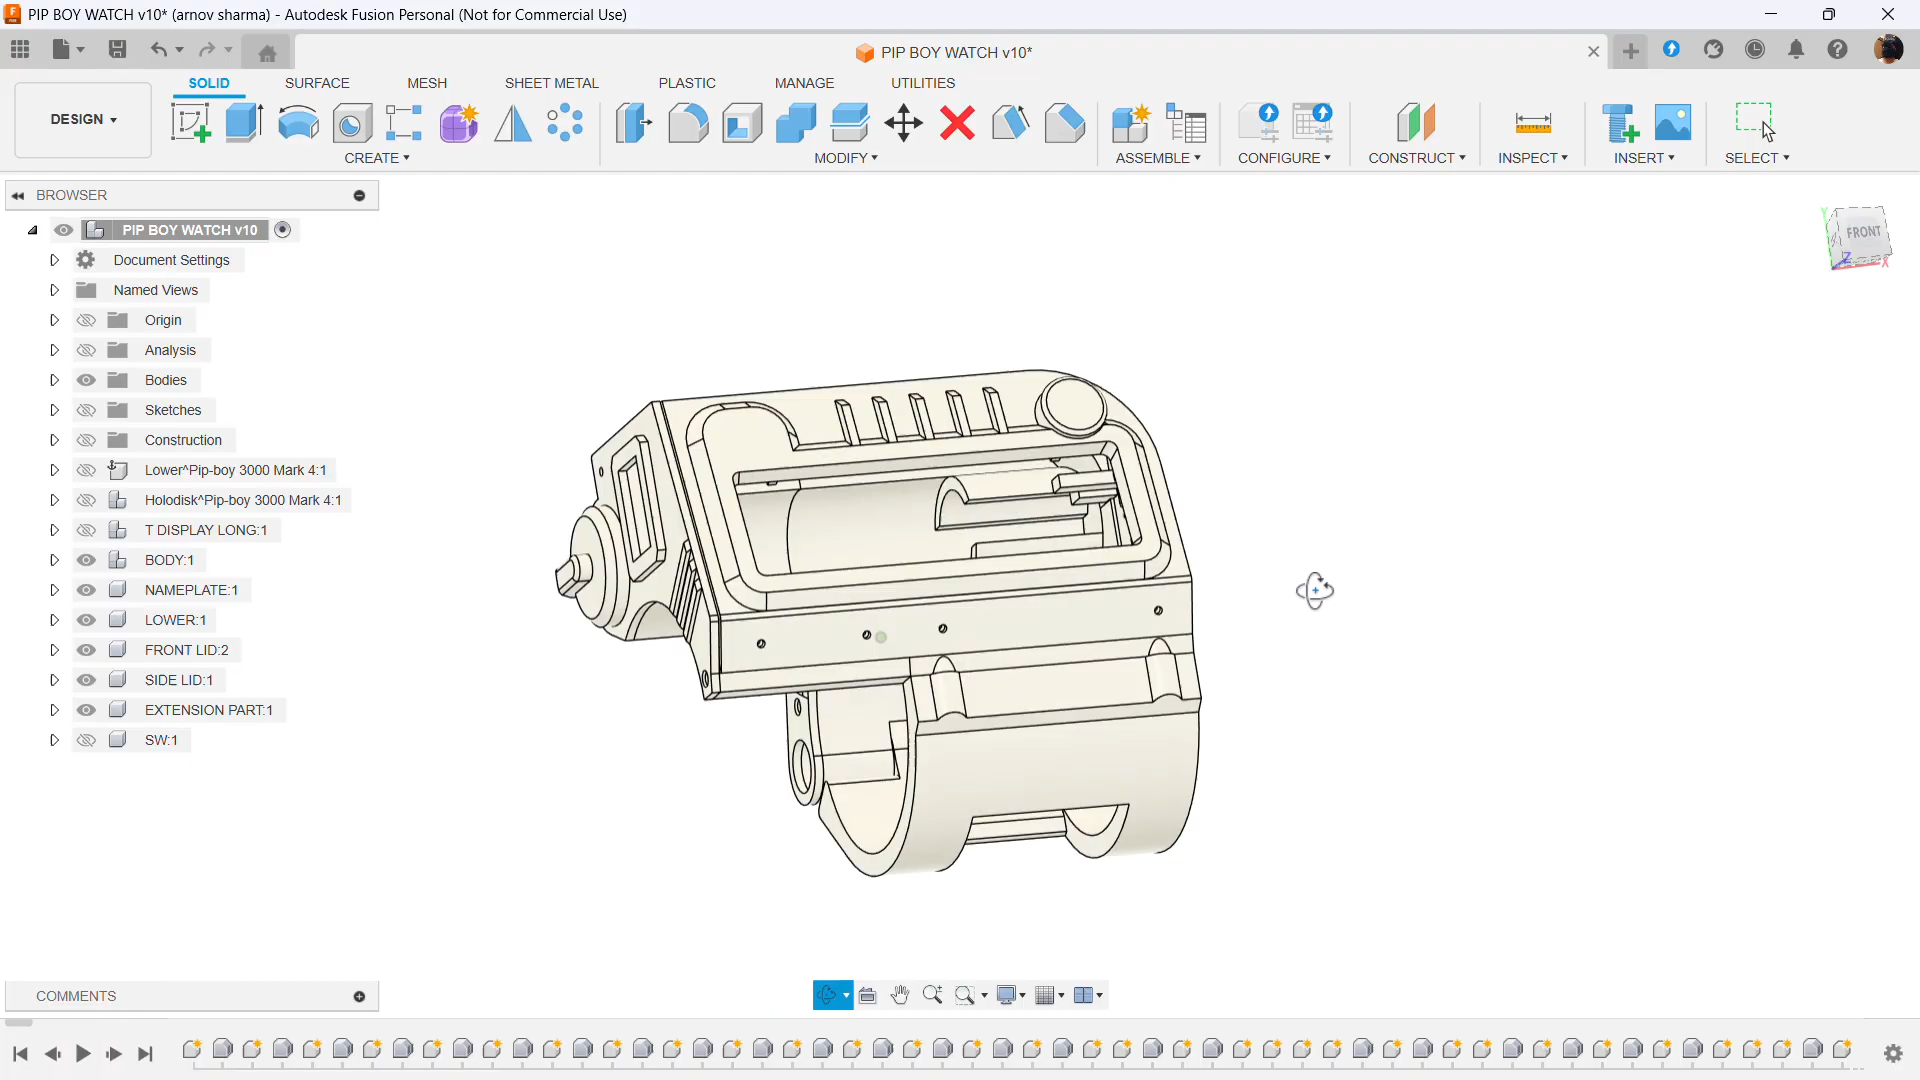 PIP BOY WATCH v10* (arnov sharma) - Autodesk Fusion Personal (Not for Commercial Use)
PIP BOY WATCH v10*
SOLID SURFACE MESH SHEET METAL PLASTIC MANAGE UTILITIES
DESIGN
CREATE MODIFY ASSEMBLE CONFIGURE CONSTRUCT INSPECT INSERT SELECT
BROWSER
PIP BOY WATCH v10
Document Settings
Named Views
Origin
Analysis
Bodies
Sketches
Construction
Lower^Pip-boy 3000 Mark 4:1
Holodisk^Pip-boy 3000 Mark 4:1
T DISPLAY LONG:1
BODY:1
NAMEPLATE:1
LOWER:1
FRONT LID:2
SIDE LID:1
EXTENSION PART:1
SW:1
FRONT
Y
Z
X
COMMENTS